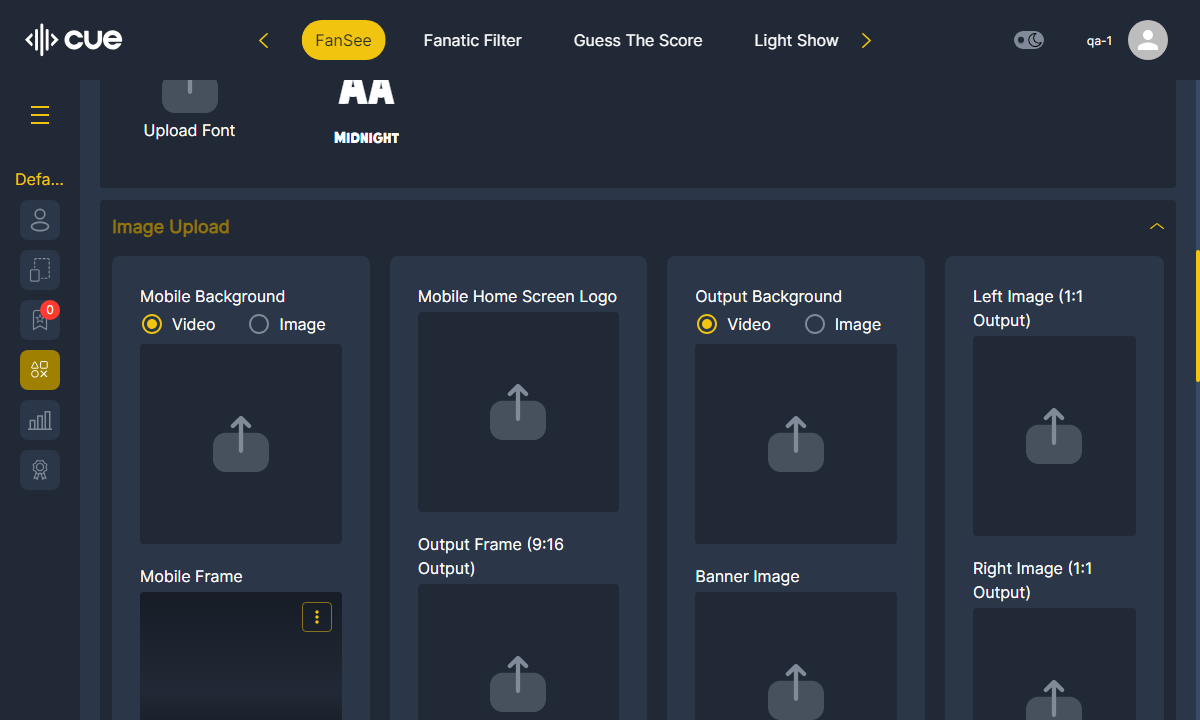 cue
FanSee
Fanatic Filter
Guess The Score
Light Show
qa-1
Defa...
0
Upload Font
AA
MIDNIGHT
Image Upload
Mobile Background
Video
Image
Mobile Frame
Mobile Home Screen Logo
Output Frame (9:16
Output)
Output Background
Video
Image
Banner Image
Left Image (1:1
Output)
Right Image (1:1
Output)